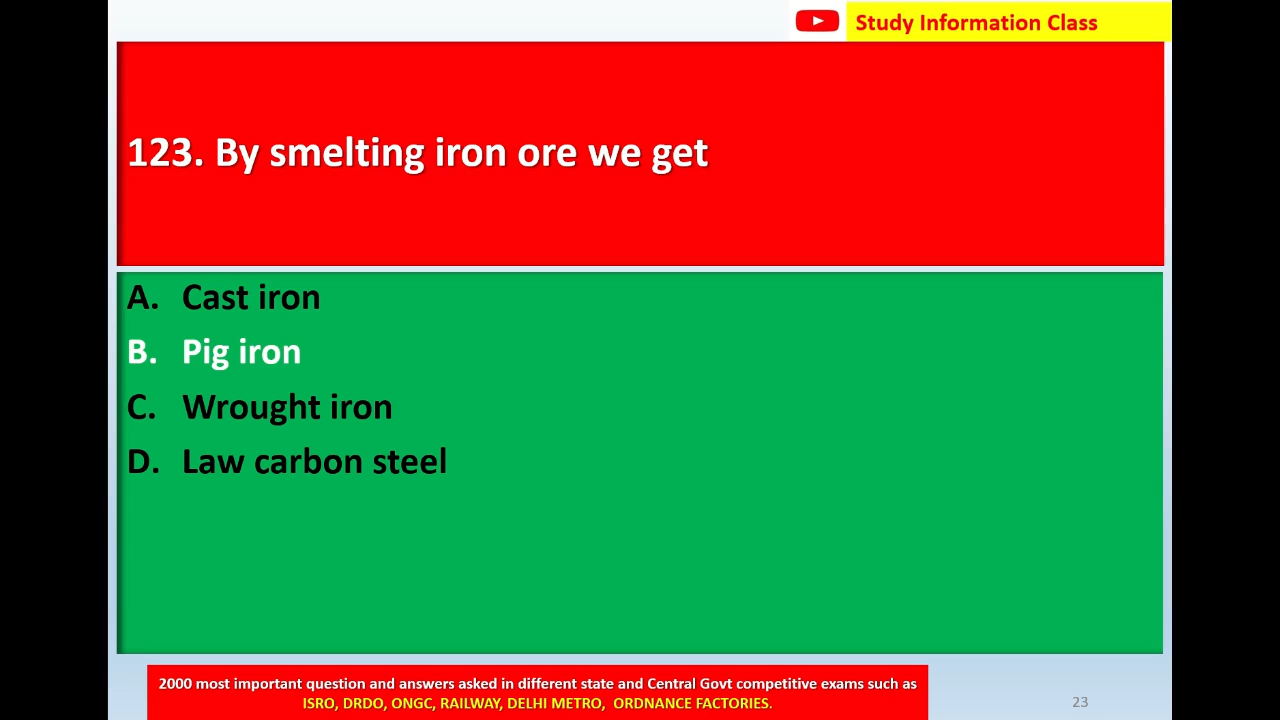 Study Information Class
123. By smelting iron ore we get
A. Cast iron
B. Pig iron
C. Wrought iron
D. Law carbon steel
2000 most important question and answers asked in different state and Central Govt competitive exams such as
ISRO, DRDO, ONGC, RAILWAY, DELHI METRO, ORDNANCE FACTORIES.
23